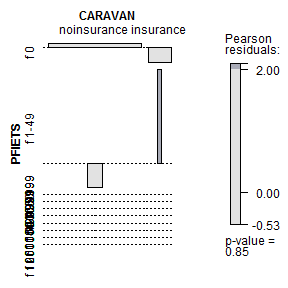 CARAVAN
noinsurance insurance
Pearson
residuals:
f0
2.00
f1-49
PFIETS
0.00
-0.53
p-value =
0.85